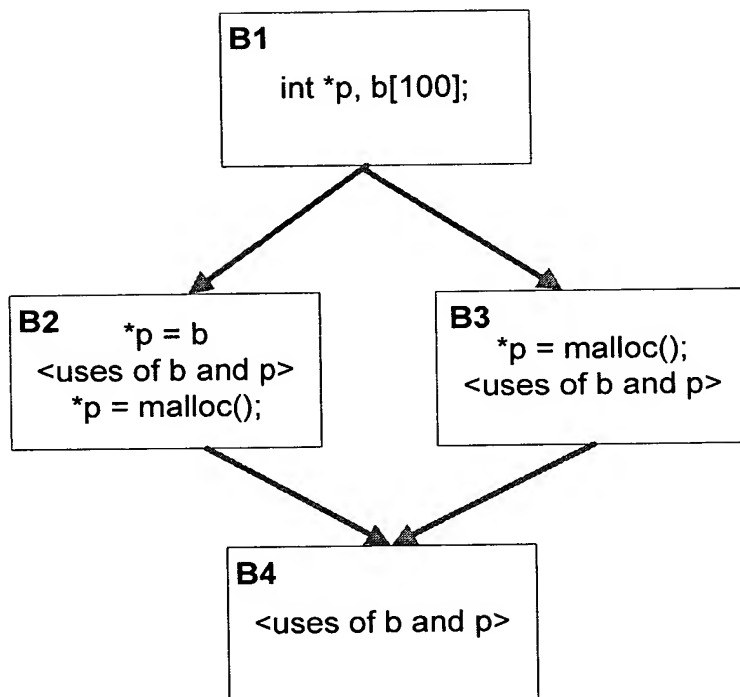 B1
int *p, b[100];
B2
*p = b
<uses of b and p>
*p = malloc();
B3
*p = malloc();
<uses of b and p>
B4
<uses of b and p>